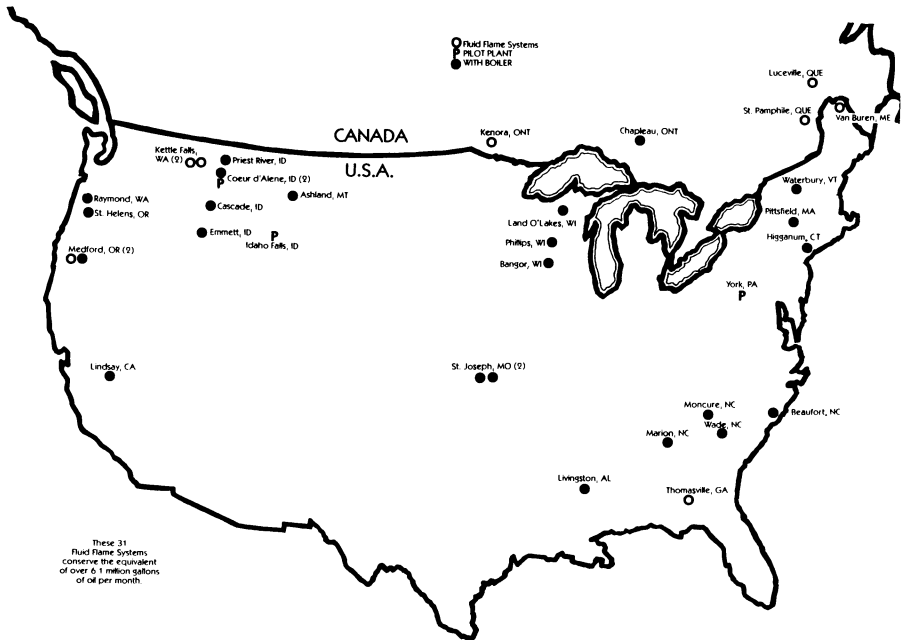 Fluid Flame Systems
P PILOT PLANT
WITH BOILER
Luceville, QUE
St. Pamphile, QUE
Van Buren, ME
CANADA
U.S.A.
Kenora, ONT
Chapleau, ONT
Kettle Falls,
WA (2)
Priest River, ID
P Coeur d'Alene, ID (2)
Ashland, MT
Raymond, WA
St. Helens, OR
Cascade, ID
Emmett, ID
P
Idaho Falls, ID
Medford, OR (2)
Land O'Lakes, WI
Phillips, WI
Bangor, WI
Waterbury, VT
Pittsfield, MA
Higganum, CT
York, PA
P
Lindsay, CA
St. Joseph, MO (2)
Moncure, NC
Beaufort, NC
Wade, NC
Marion, NC
Livingston, AL
Thomasville, GA
These 31
Fluid Flame Systems
conserve the equivalent
of over 6 1 million gallons
of oil per month.